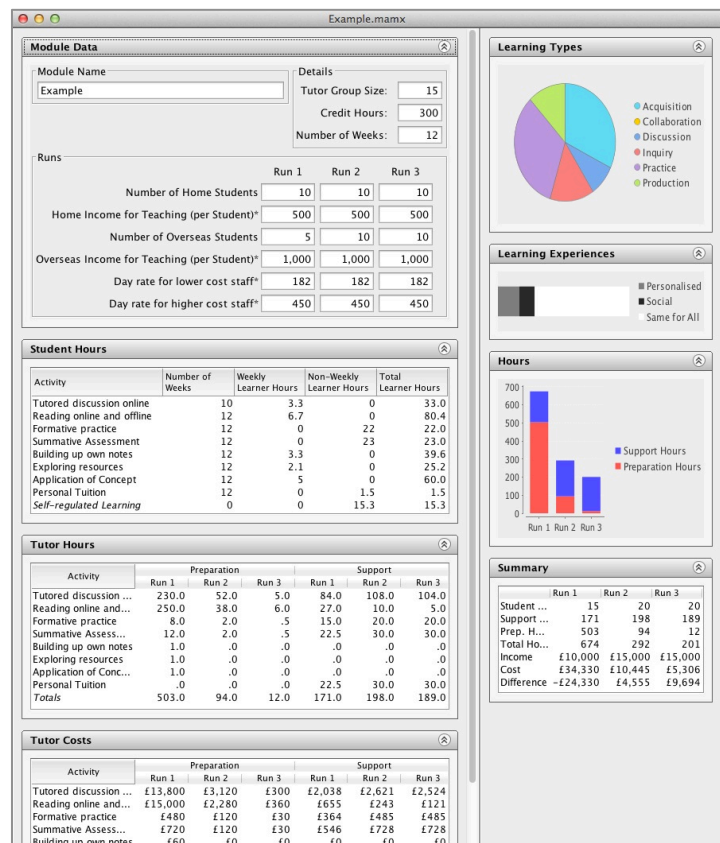 Example.mamx
Module Data
Module Name
Example
Details
Tutor Group Size: 15
Credit Hours: 300
Number of Weeks: 12
Runs
Run 1 Run 2 Run 3
Number of Home Students 10 10 10
Home Income for Teaching (per Student)* 500 500 500
Number of Overseas Students 5 10 10
Overseas Income for Teaching (per Student)* 1,000 1,000 1,000
Day rate for lower cost staff* 182 182 182
Day rate for higher cost staff* 450 450 450
Student Hours
Activity Number of Weeks Weekly Learner Hours Non-Weekly Learner Hours Total Learner Hours
Tutored discussion online 10 3.3 0 33.0
Reading online and offline 12 6.7 0 80.4
Formative practice 12 0 22 22.0
Summative Assessment 12 0 23 23.0
Building up own notes 12 3.3 0 39.6
Exploring resources 12 2.1 0 25.2
Application of Concept 12 5 0 60.0
Personal Tuition 12 0 1.5 1.5
Self-regulated Learning 0 0 15.3 15.3
Tutor Hours
Activity Preparation Support
Run 1 Run 2 Run 3 Run 1 Run 2 Run 3
Tutored discussion ... 230.0 52.0 5.0 84.0 108.0 104.0
Reading online and... 250.0 38.0 6.0 27.0 10.0 5.0
Formative practice 8.0 2.0 .5 15.0 20.0 20.0
Summative Assess... 12.0 2.0 .5 22.5 30.0 30.0
Building up own notes 1.0 .0 .0 .0 .0 .0
Exploring resources 1.0 .0 .0 .0 .0 .0
Application of Conc... 1.0 .0 .0 .0 .0 .0
Personal Tuition .0 .0 .0 22.5 30.0 30.0
Totals 503.0 94.0 12.0 171.0 198.0 189.0
Tutor Costs
Activity Preparation Support
Run 1 Run 2 Run 3 Run 1 Run 2 Run 3
Tutored discussion ... £13,800 £3,120 £300 £2,038 £2,621 £2,524
Reading online and... £15,000 £2,280 £360 £655 £243 £121
Formative practice £480 £120 £30 £364 £485 £485
Summative Assess... £720 £120 £30 £546 £728 £728
Building up own notes £60 £0 £0 £0 £0 £0
Learning Types
Acquisition
Collaboration
Discussion
Inquiry
Practice
Production
Learning Experiences
Personalised
Social
Same for All
Hours
700
600
500
400
300
200
100
0
Run 1 Run 2 Run 3
Support Hours
Preparation Hours
Summary
Run 1 Run 2 Run 3
Student ... 15 20 20
Support ... 171 198 189
Prep. H... 503 94 12
Total Ho... 674 292 201
Income £10,000 £15,000 £15,000
Cost £34,330 £10,445 £5,306
Difference -£24,330 £4,555 £9,694